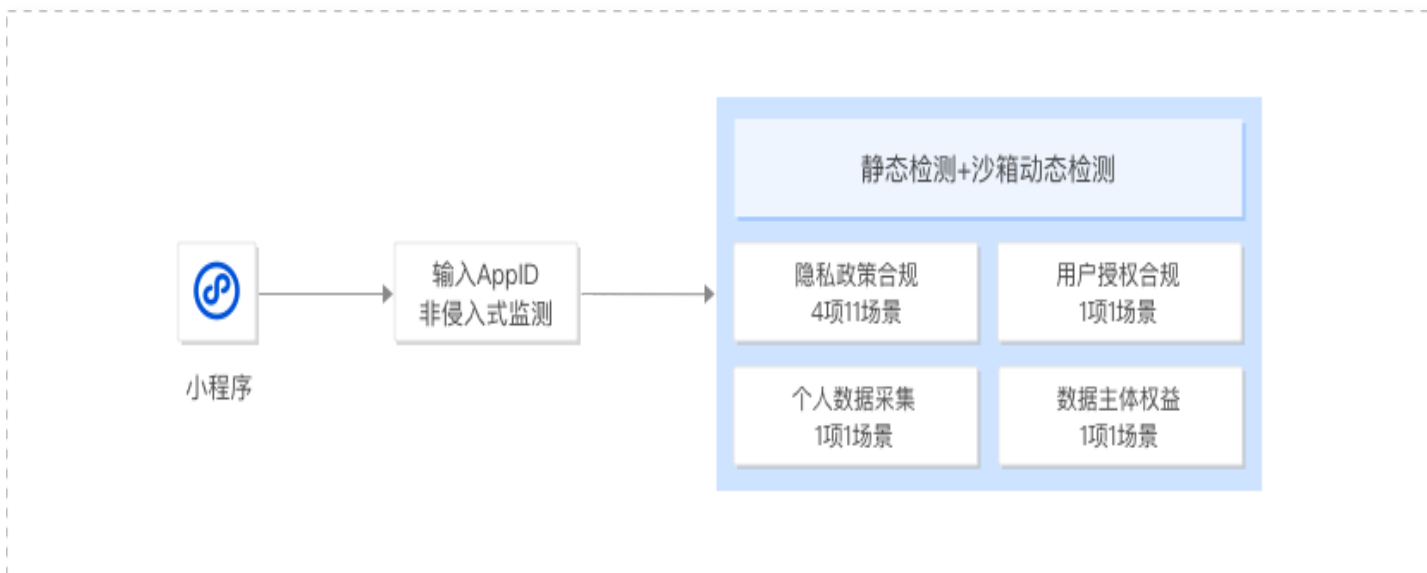 静态检测+沙箱动态检测
输入AppID
非侵入式监测
小程序
隐私政策合规
4项11场景
用户授权合规
1项1场景
个人数据采集
1项1场景
数据主体权益
1项1场景